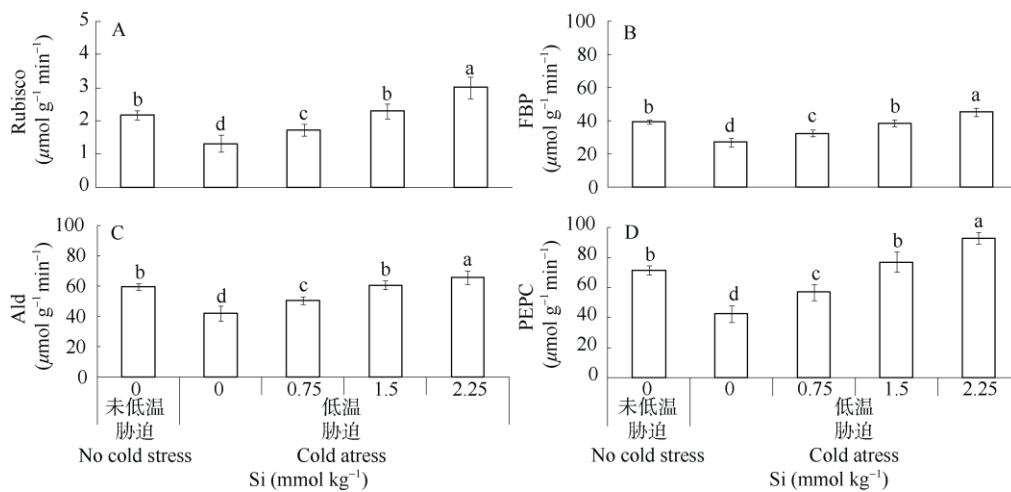 A
Rubisco
(μmol g⁻¹ min⁻¹)
5
4
3
2
1
0
b
d
c
b
a
B
FBP
(μmol g⁻¹ min⁻¹)
100
80
60
40
20
0
b
d
c
b
a
C
Ald
(μmol g⁻¹ min⁻¹)
100
80
60
40
20
0
b
d
c
b
a
0
0
0.75
1.5
2.25
未低温
胁迫
低温
胁迫
No cold stress
Cold atress
Si (mmol kg⁻¹)
D
PEPC
(μmol g⁻¹ min⁻¹)
100
80
60
40
20
0
b
d
c
b
a
0
0
0.75
1.5
2.25
未低温
胁迫
低温
胁迫
No cold stress
Cold atress
Si (mmol kg⁻¹)